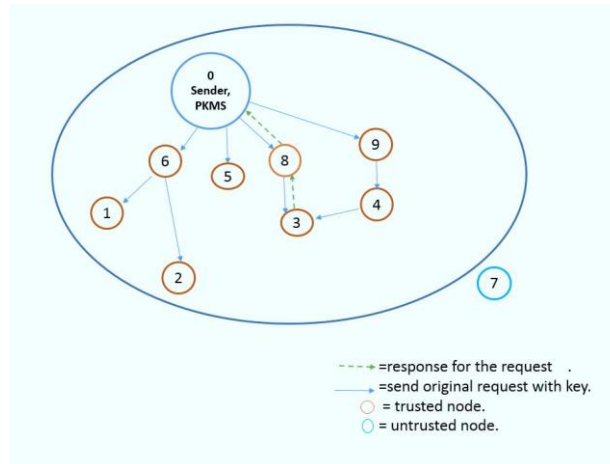 0
Sender,
PKMS
9
6
8
5
4
1
3
2
7
=response for the request .
=send original request with key.
= trusted node.
= untrusted node.